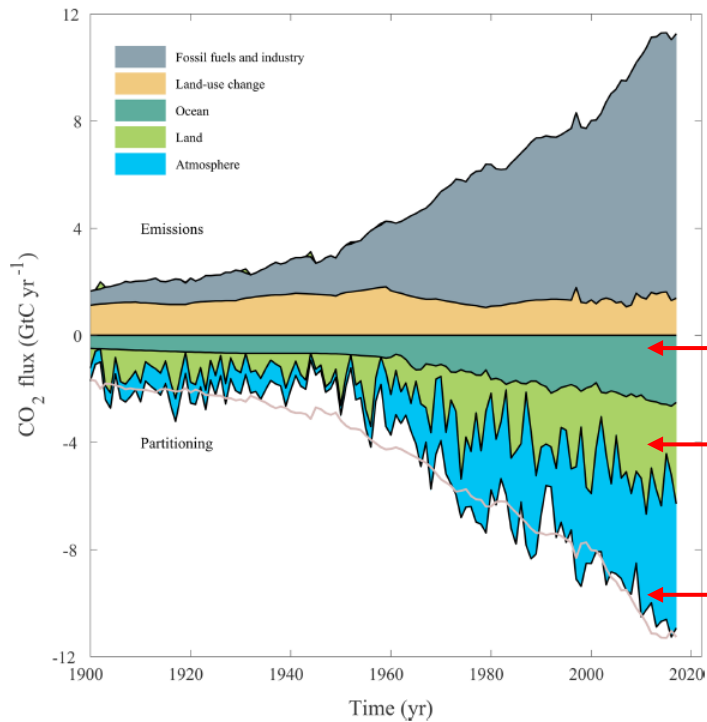 12
8
4
0
-4
-8
-12
Fossil fuels and industry
Land-use change
Ocean
Land
Atmosphere
Emissions
Partitioning
CO2 flux (GtC yr-1)
1900 1920 1940 1960 1980 2000 2020
Time (yr)